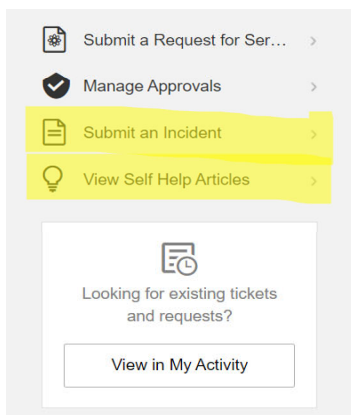 Submit a Request for Ser...
Manage Approvals
Submit an Incident
View Self Help Articles
Looking for existing tickets
and requests?
View in My Activity